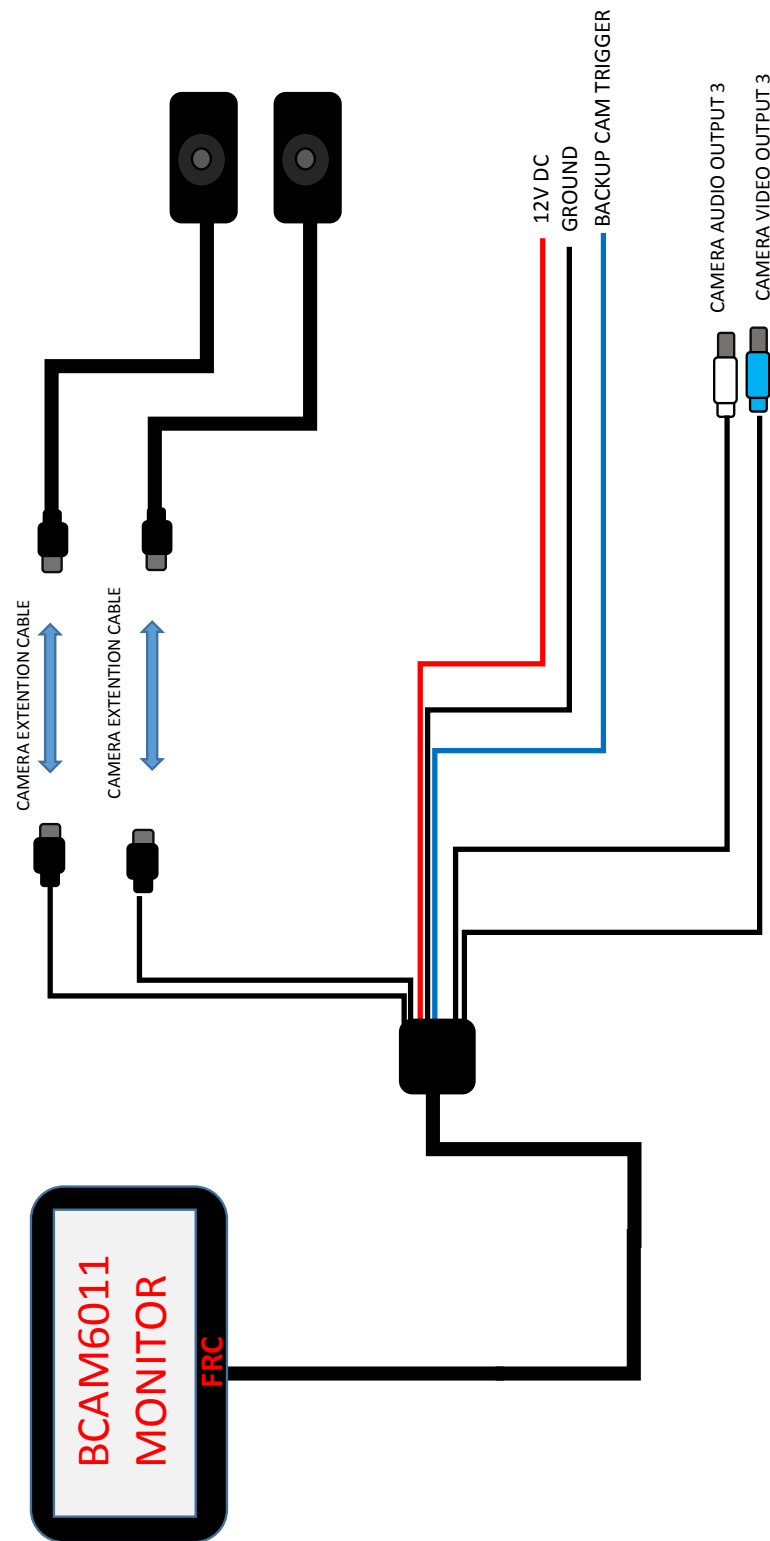 CAMERA EXTENTION CABLE
CAMERA EXTENTION CABLE
12V DC
GROUND
BACKUP CAM TRIGGER
CAMERA AUDIO OUTPUT 3
CAMERA VIDEO OUTPUT 3
BCAM6011
MONITOR
FRC